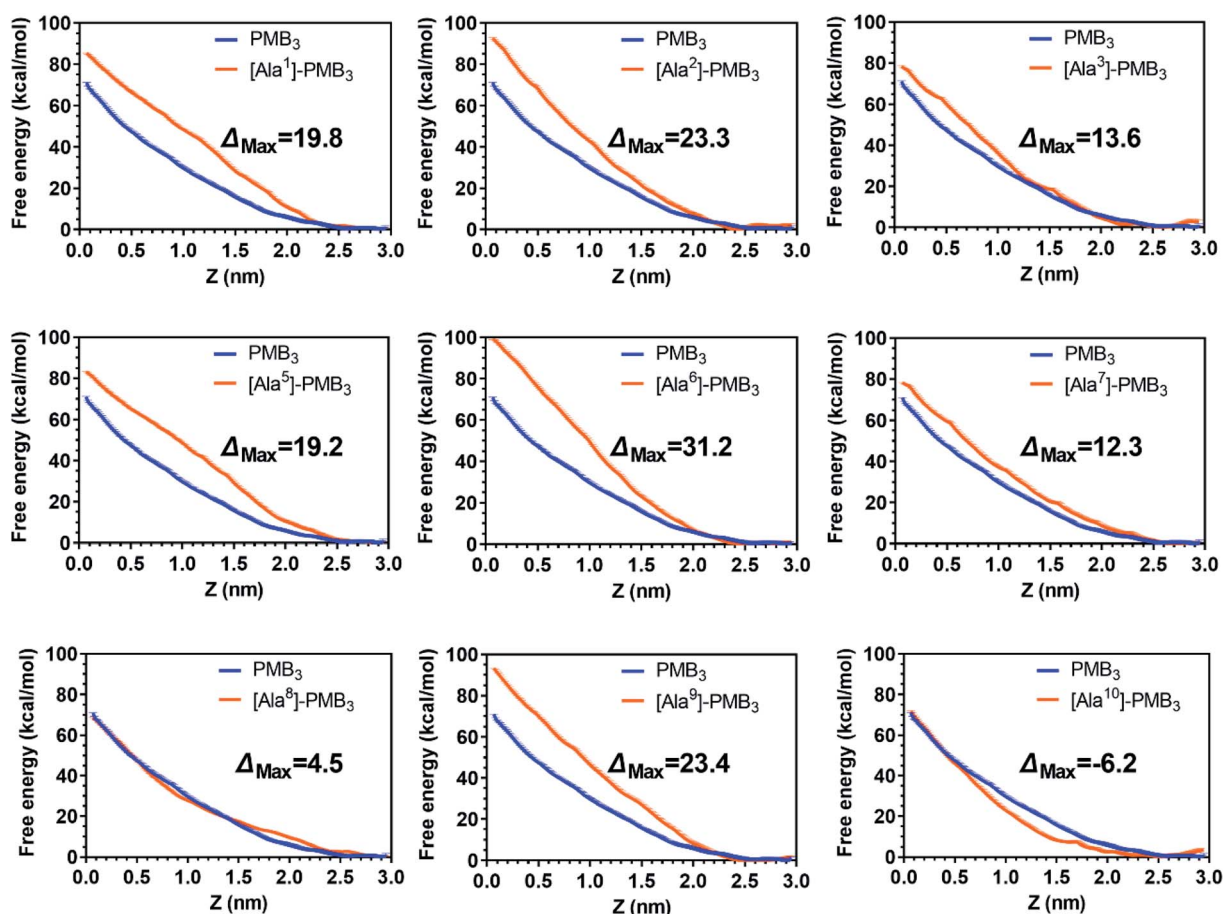 Free energy (kcal/mol)
100
80
60
40
20
0
PMB₃
[Ala¹]-PMB₃
Δ_Max=19.8
0.0 0.5 1.0 1.5 2.0 2.5 3.0
Z (nm)
Free energy (kcal/mol)
100
80
60
40
20
0
PMB₃
[Ala²]-PMB₃
Δ_Max=23.3
0.0 0.5 1.0 1.5 2.0 2.5 3.0
Z (nm)
Free energy (kcal/mol)
100
80
60
40
20
0
PMB₃
[Ala³]-PMB₃
Δ_Max=13.6
0.0 0.5 1.0 1.5 2.0 2.5 3.0
Z (nm)
Free energy (kcal/mol)
100
80
60
40
20
0
PMB₃
[Ala⁵]-PMB₃
Δ_Max=19.2
0.0 0.5 1.0 1.5 2.0 2.5 3.0
Z (nm)
Free energy (kcal/mol)
100
80
60
40
20
0
PMB₃
[Ala⁶]-PMB₃
Δ_Max=31.2
0.0 0.5 1.0 1.5 2.0 2.5 3.0
Z (nm)
Free energy (kcal/mol)
100
80
60
40
20
0
PMB₃
[Ala⁷]-PMB₃
Δ_Max=12.3
0.0 0.5 1.0 1.5 2.0 2.5 3.0
Z (nm)
Free energy (kcal/mol)
100
80
60
40
20
0
PMB₃
[Ala⁸]-PMB₃
Δ_Max=4.5
0.0 0.5 1.0 1.5 2.0 2.5 3.0
Z (nm)
Free energy (kcal/mol)
100
80
60
40
20
0
PMB₃
[Ala⁹]-PMB₃
Δ_Max=23.4
0.0 0.5 1.0 1.5 2.0 2.5 3.0
Z (nm)
Free energy (kcal/mol)
100
80
60
40
20
0
PMB₃
[Ala¹⁰]-PMB₃
Δ_Max=-6.2
0.0 0.5 1.0 1.5 2.0 2.5 3.0
Z (nm)